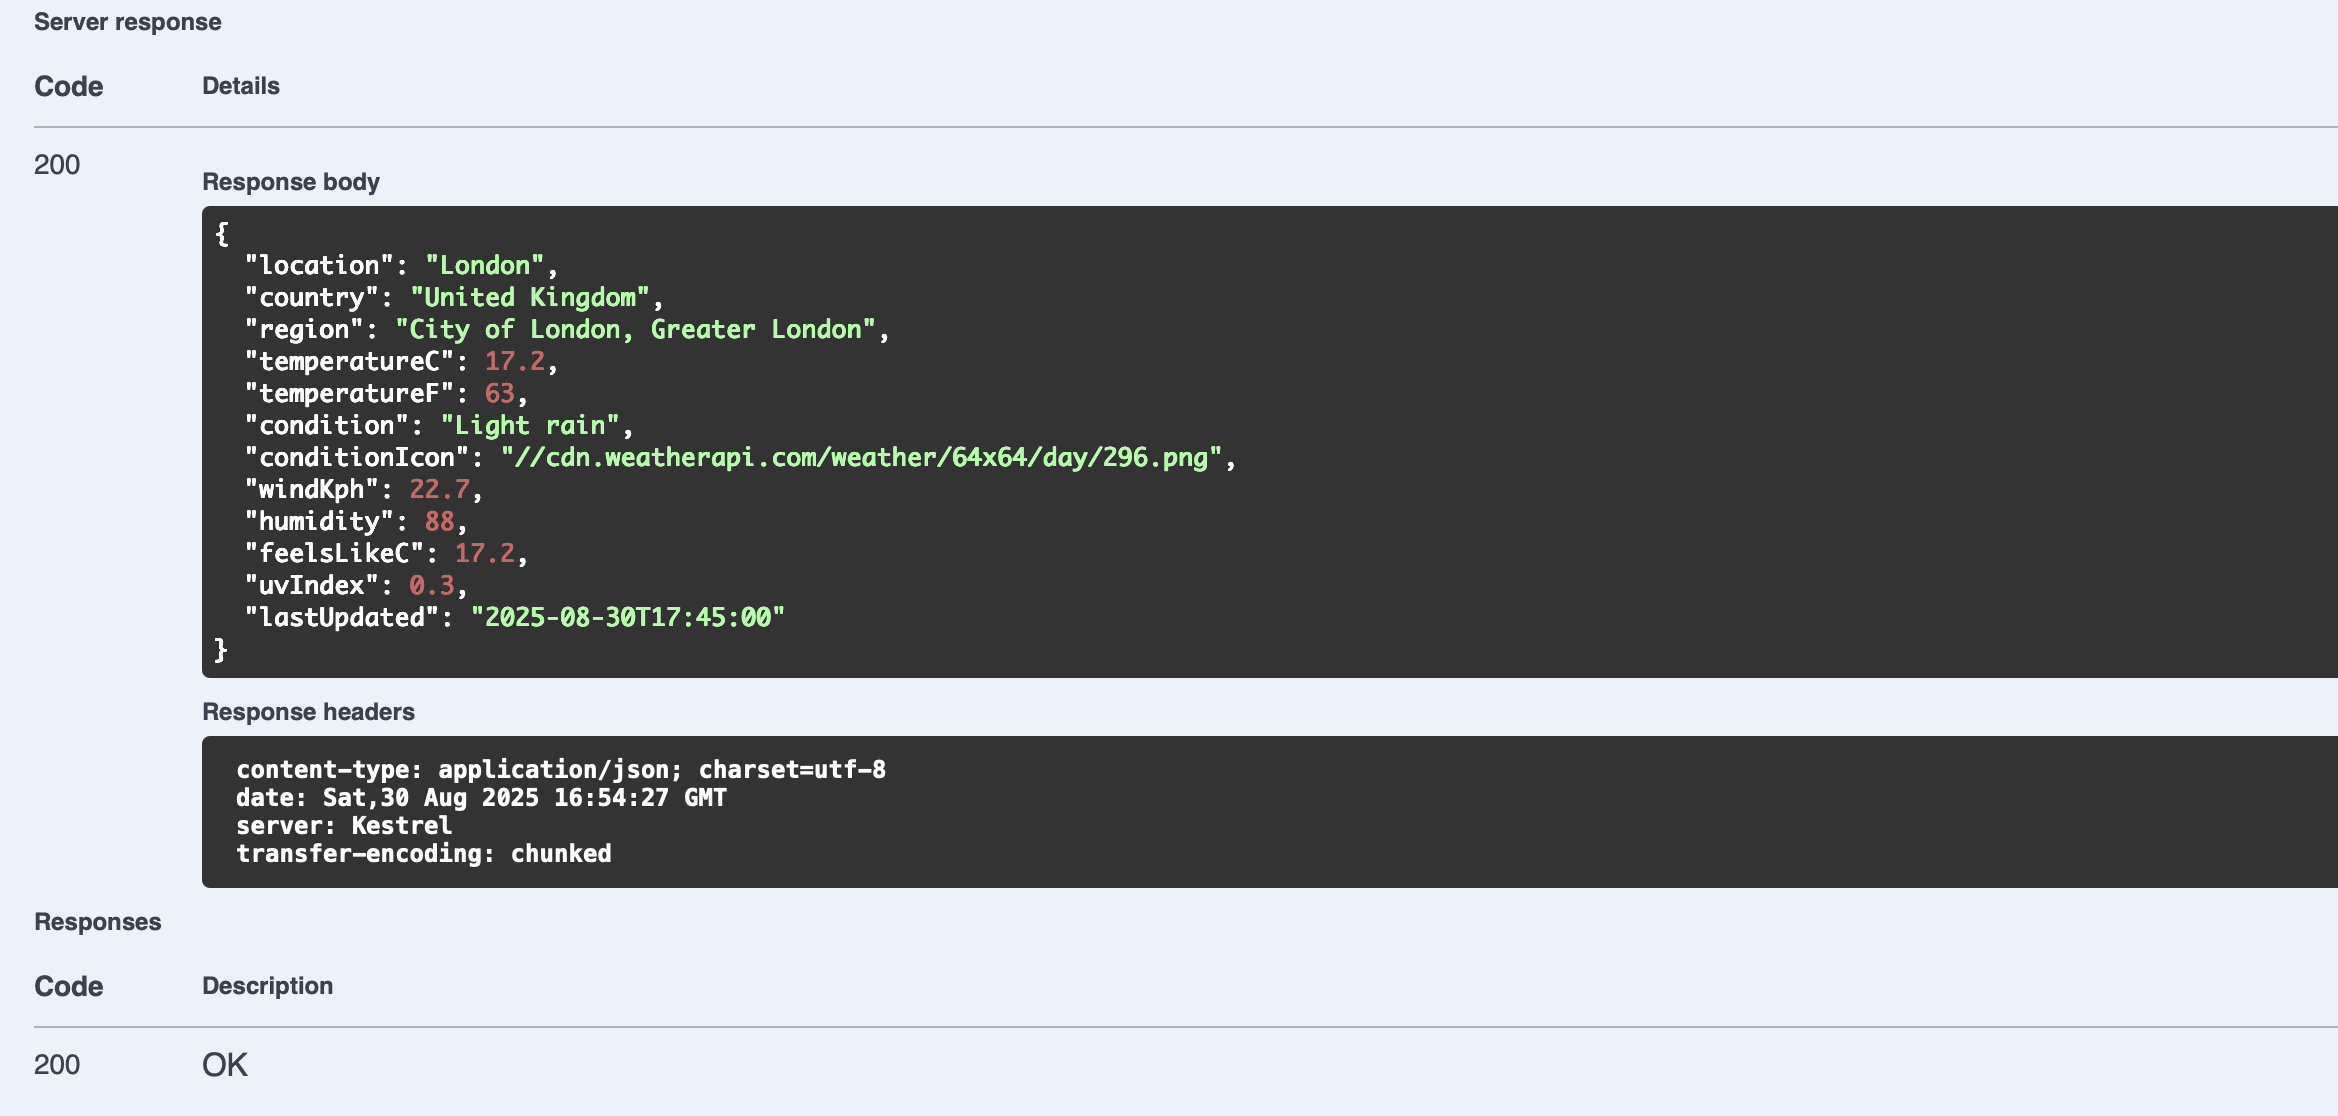 Server response
Code Details
200
Response body
{
  "location": "London",
  "country": "United Kingdom",
  "region": "City of London, Greater London",
  "temperatureC": 17.2,
  "temperatureF": 63,
  "condition": "Light rain",
  "conditionIcon": "//cdn.weatherapi.com/weather/64x64/day/296.png",
  "windKph": 22.7,
  "humidity": 88,
  "feelsLikeC": 17.2,
  "uvIndex": 0.3,
  "lastUpdated": "2025-08-30T17:45:00"
}
Response headers
content-type: application/json; charset=utf-8
date: Sat,30 Aug 2025 16:54:27 GMT
server: Kestrel
transfer-encoding: chunked
Responses
Code Description
200 OK